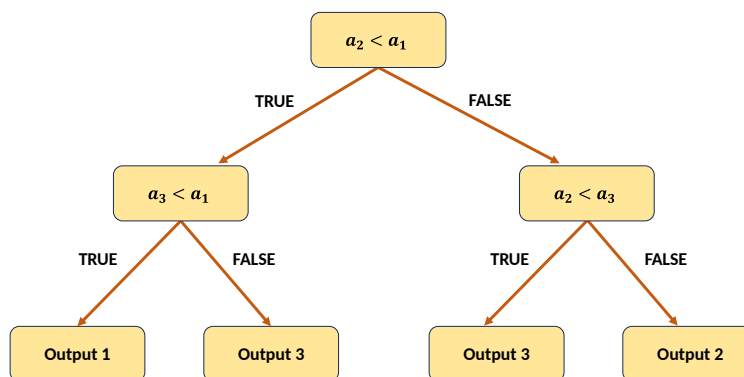 a₂ < a₁
TRUE
FALSE
a₃ < a₁
a₂ < a₃
TRUE
FALSE
TRUE
FALSE
Output 1
Output 3
Output 3
Output 2